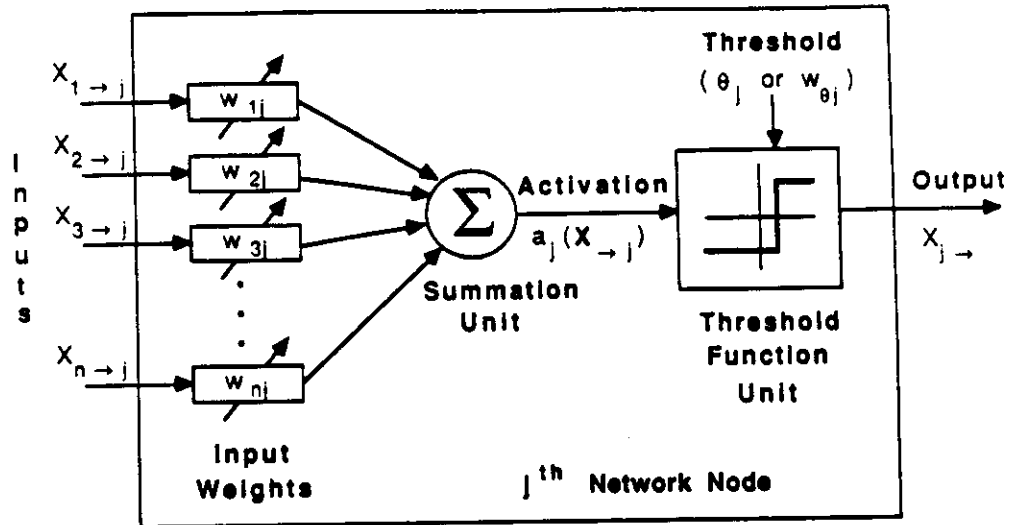 Inputs
X1 → j
X2 → j
X3 → j
Xn → j
w1j
w2j
w3j
wnj
Input
Weights
Σ
Summation
Unit
Activation
aj(X→j)
Threshold
(θj or wθj)
Threshold
Function
Unit
Output
Xj→
jth Network Node